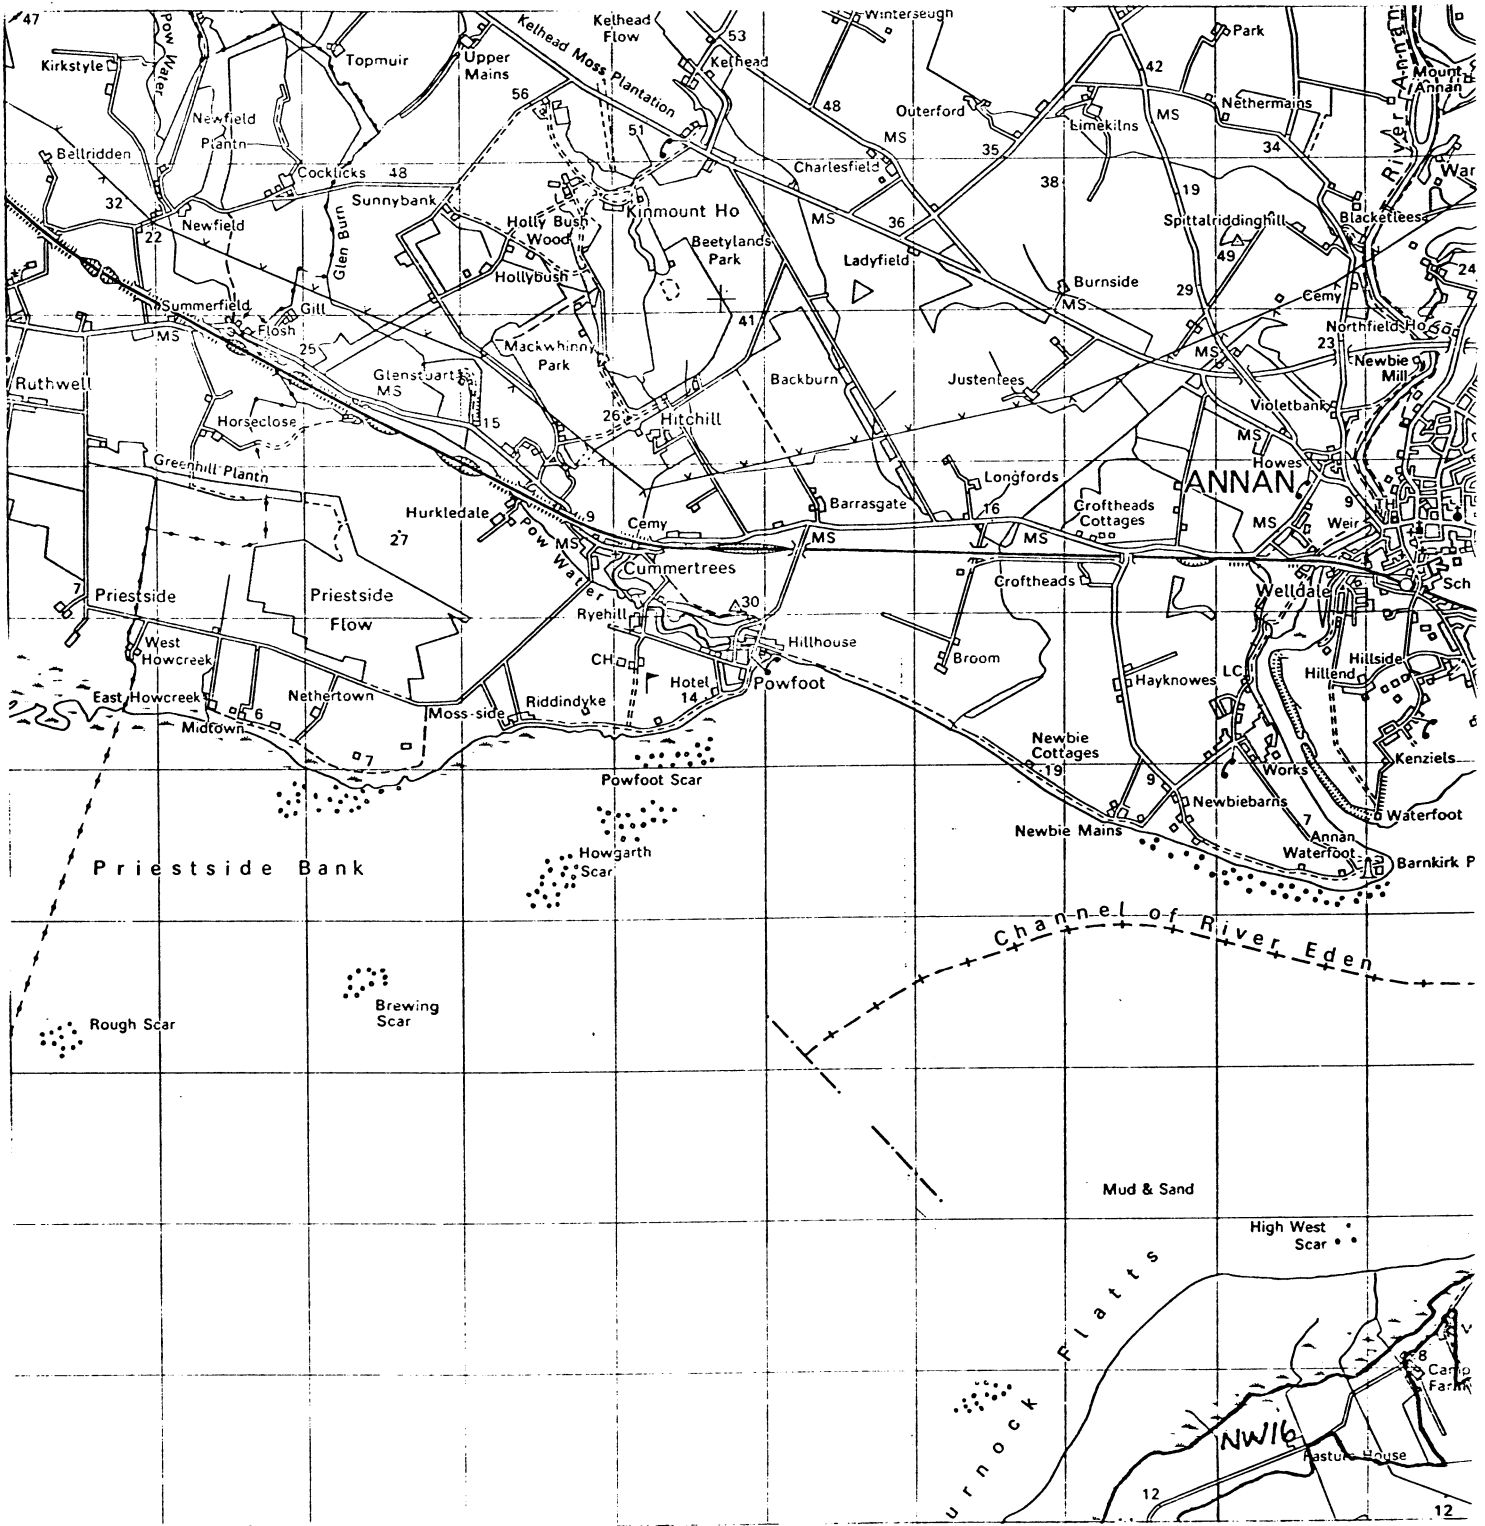 47
Pow Water
Kirkstyle
Topmuir
Upper
Mains
Kelhead
Flow
53
Kelhead
Kelhead Moss Plantation
Winterseugh
Park
42
River Annan
Mount
Annan
56
51
48
MS
Outerford
Limekilns
MS
Nethermains
34
35
Newfield
Plantn
Bellridden
Cocklicks
48
Sunnybank
Charlesfield
38
19
War
32
22
Newfield
Glen Burn
Holly Bush
Wood
Kinmount Ho
MS
36
Spittalriddinghill
49
Blacketlees
Beetylands
Park
Ladyfield
Hollybush
Burnside
MS
29
Cemy
24
Summerfield
Gill
Flosh
MS
25
41
Mackwhinny
Park
Northfield Ho
23
MS
Newbie
Mill
Ruthwell
Glenstuart
MS
Backburn
Justenlees
Horseclose
15
26
Hitchill
Violetbank
MS
Greenhill Plantn
Howes
ANNAN
Longfords
Hurkledale
9
Cemy
Barrasgate
16
Croftheads
Cottages
9
TH
Weir
MS
27
Pow Water
MS
MS
MS
Cummertrees
Croftheads
Welldale
Sch
7
Priestside
Priestside
Flow
Ryehill
30
West
Howcreek
Hillhouse
CH
Broom
Hillside
Hillend
LC
East Howcreek
Nethertown
Hotel
14
Powfoot
Hayknowes
6
Midtown
Moss-side
Riddindyke
7
Newbie
Cottages
19
Works
Kenziels
Powfoot Scar
9
Newbiebarns
Newbie Mains
7
Waterfoot
Annan
Waterfoot
Barnkirk P
Priestside Bank
Howgarth
Scar
Channel of River Eden
Brewing
Scar
Rough Scar
Mud & Sand
High West
Scar
urnock Flatts
8
Camp
Farm
NW16
Pasture House
12
12